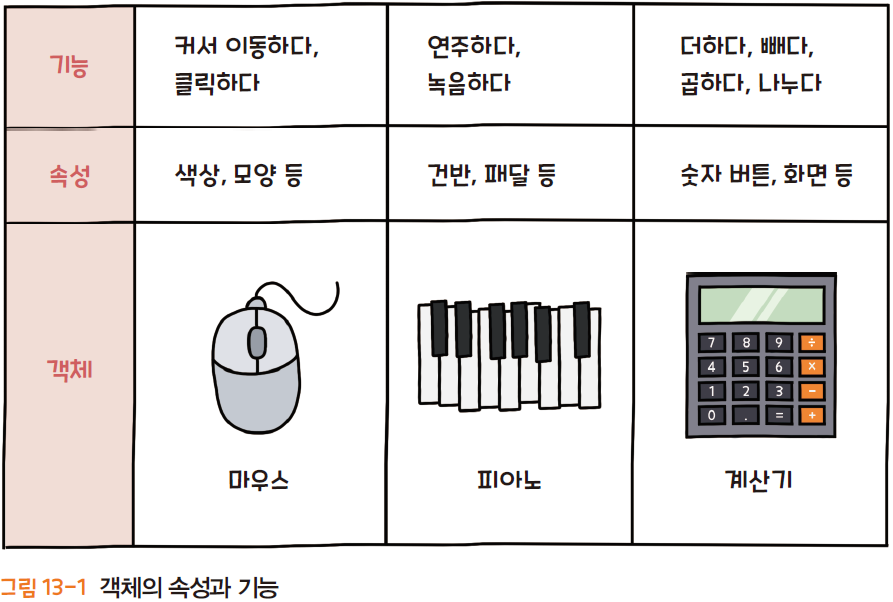 기능
커서 이동하다,
클릭하다
연주하다,
녹음하다
더하다, 빼다,
곱하다, 나누다
속성
색상, 모양 등
건반, 패달 등
숫자 버튼, 화면 등
객체
7 8 9 ÷
4 5 6 ×
1 2 3 -
0 . = +
마우스
피아노
계산기
그림 13-1 객체의 속성과 기능